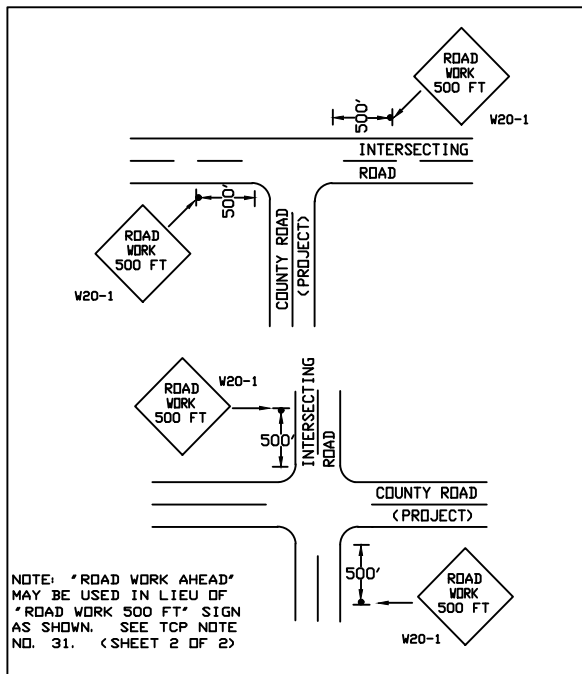 ROAD
WORK
500 FT
W20-1
500'
INTERSECTING
ROAD
500'
ROAD
WORK
500 FT
W20-1
COUNTY ROAD
(PROJECT)
ROAD
WORK
500 FT
W20-1
500'
INTERSECTING
ROAD
COUNTY ROAD
(PROJECT)
500'
ROAD
WORK
500 FT
W20-1
NOTE: "ROAD WORK AHEAD"
MAY BE USED IN LIEU OF
"ROAD WORK 500 FT" SIGN
AS SHOWN. SEE TCP NOTE
NO. 31. (SHEET 2 OF 2)